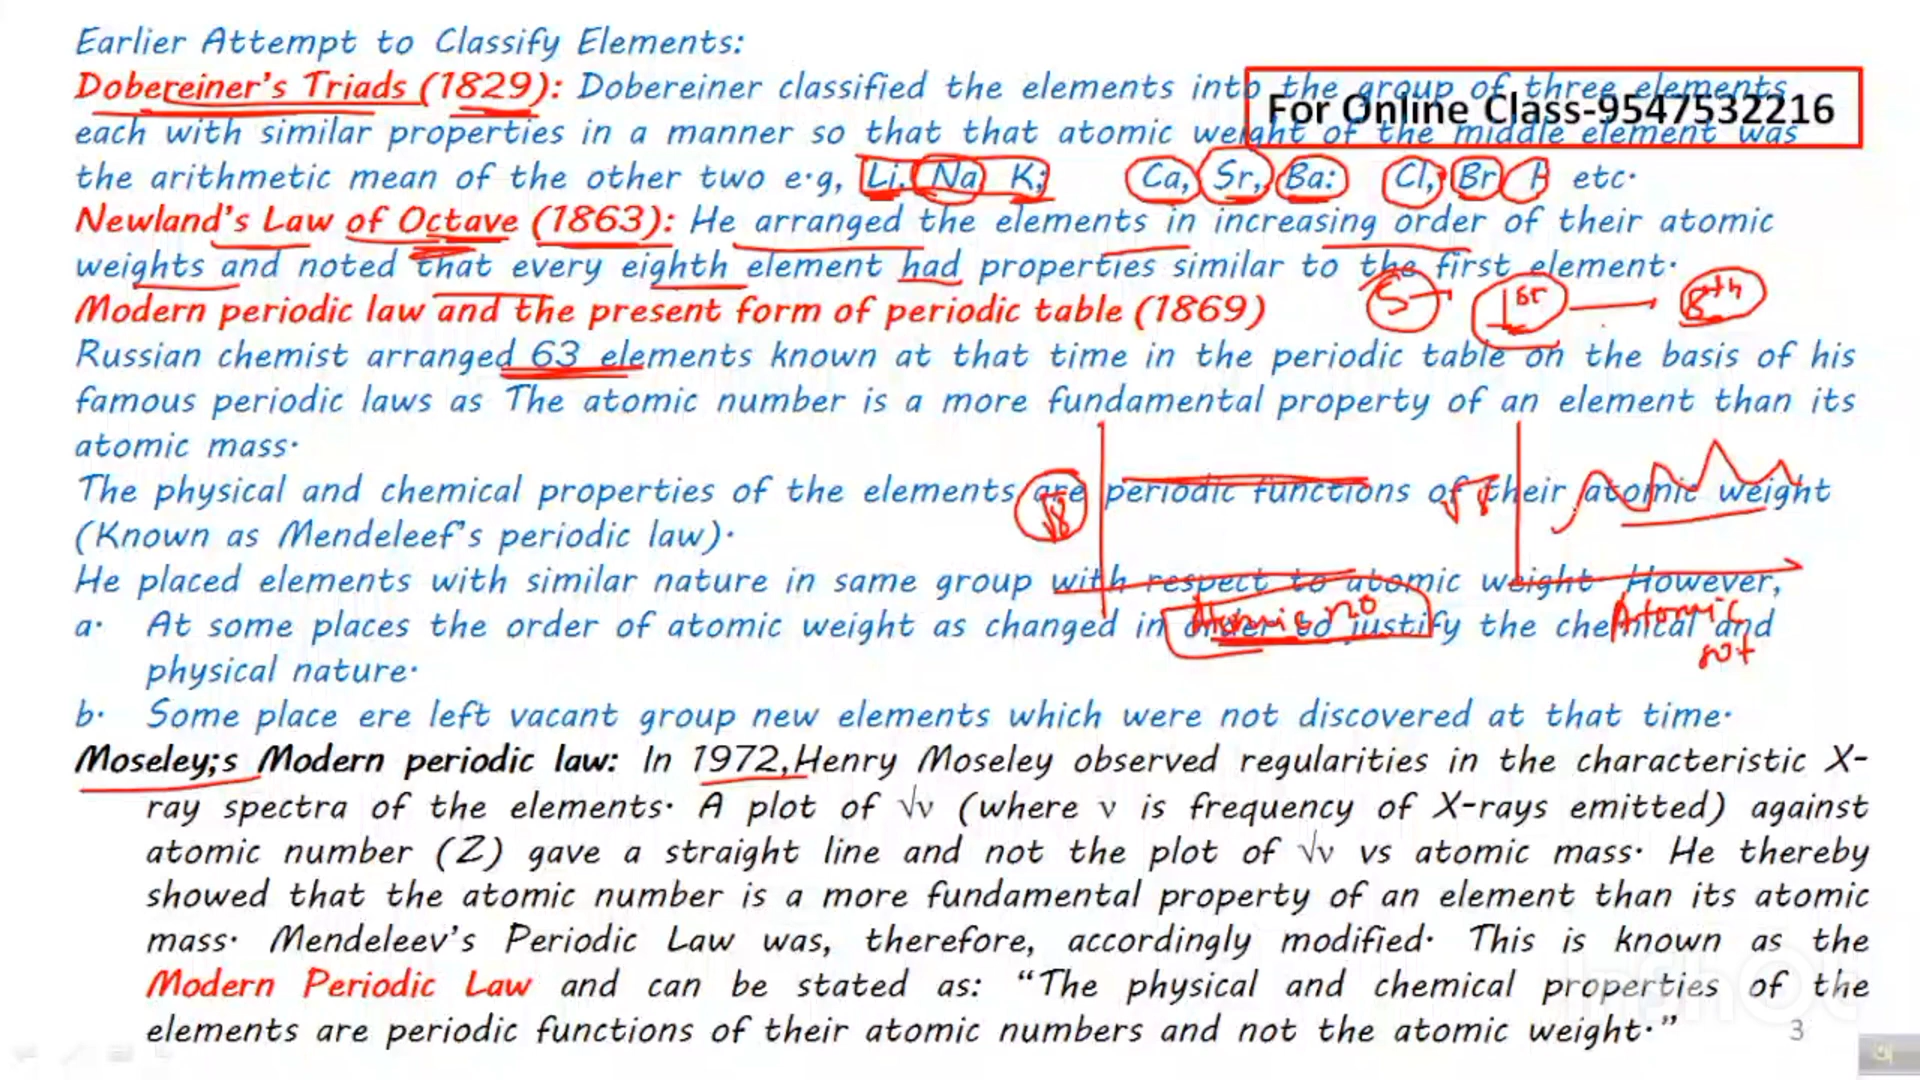 Earlier Attempt to Classify Elements:
Dobereiner's Triads (1829): Dobereiner classified the elements into the group of three elements
For Online Class-9547532216
each with similar properties in a manner so that that atomic weight of the middle element was
the arithmetic mean of the other two e.g, Li, Na K; Ca, Sr, Ba: Cl, Br I etc.
Newland's Law of Octave (1863): He arranged the elements in increasing order of their atomic
weights and noted that every eighth element had properties similar to the first element.
5 1st 8th
Modern periodic law and the present form of periodic table (1869)
Russian chemist arranged 63 elements known at that time in the periodic table on the basis of his
famous periodic laws as The atomic number is a more fundamental property of an element than its
atomic mass.
The physical and chemical properties of the elements are periodic functions of their atomic weight
(Known as Mendeleef's periodic law).
He placed elements with similar nature in same group with respect to atomic weight. However,
Atomic no
Atomic
a. At some places the order of atomic weight as changed in order to justify the chemical and
physical nature.
b. Some place ere left vacant group new elements which were not discovered at that time.
Moseley;s Modern periodic law: In 1972,Henry Moseley observed regularities in the characteristic X-
ray spectra of the elements. A plot of √ν (where ν is frequency of X-rays emitted) against
atomic number (Z) gave a straight line and not the plot of √ν vs atomic mass. He thereby
showed that the atomic number is a more fundamental property of an element than its atomic
mass. Mendeleev's Periodic Law was, therefore, accordingly modified. This is known as the
Modern Periodic Law and can be stated as: “The physical and chemical properties of the
elements are periodic functions of their atomic numbers and not the atomic weight.”
3